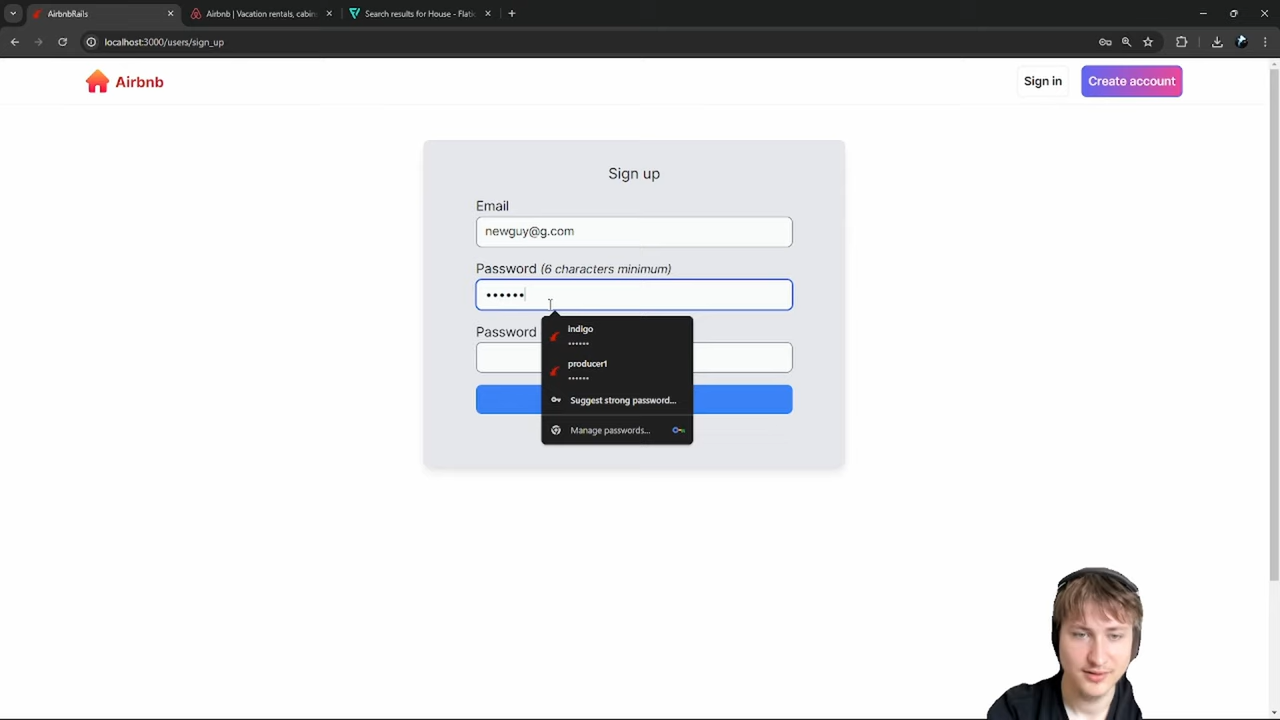 AirbnbRails
Airbnb | Vacation rentals, cabin
Search results for House - Flati
localhost:3000/users/sign_up
Airbnb
Sign in
Create account
Sign up
Email
newguy@g.com
Password (6 characters minimum)
••••••
Password
indigo
••••••
producer1
••••••
Suggest strong password...
Manage passwords...